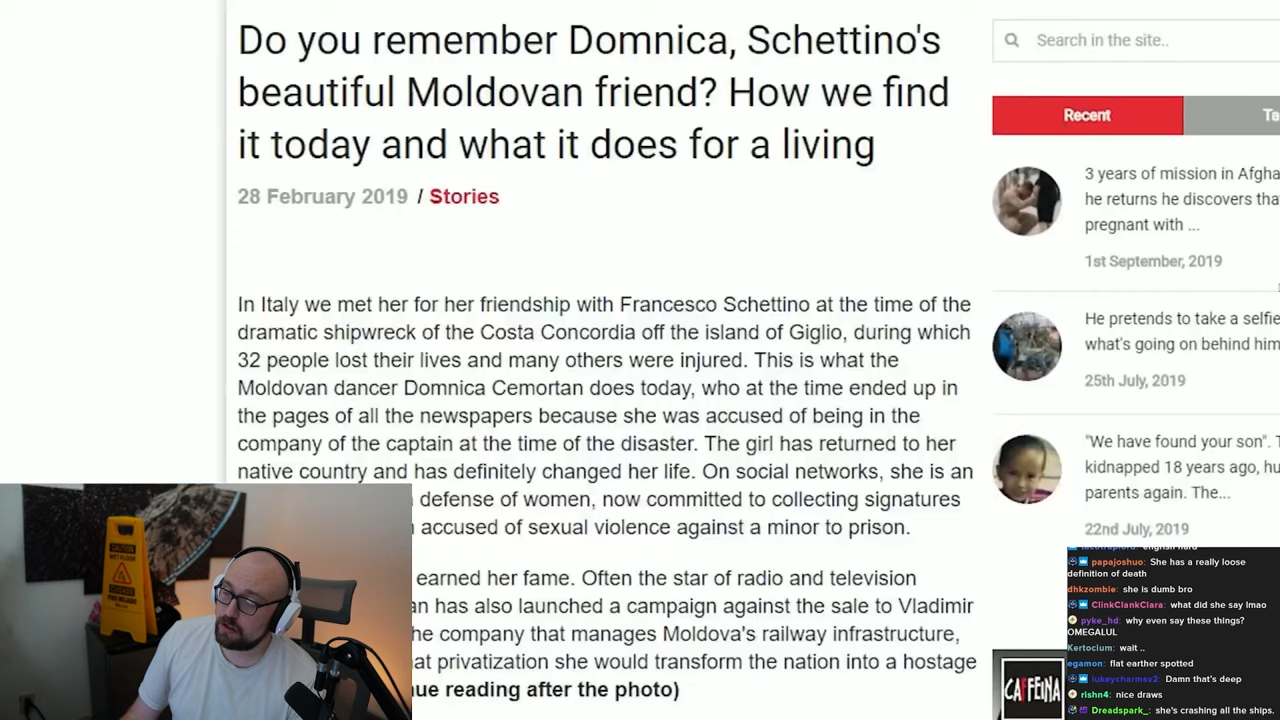 Do you remember Domnica, Schettino's
beautiful Moldovan friend? How we find
it today and what it does for a living
28 February 2019 / Stories
In Italy we met her for her friendship with Francesco Schettino at the time of the
dramatic shipwreck of the Costa Concordia off the island of Giglio, during which
32 people lost their lives and many others were injured. This is what the
Moldovan dancer Domnica Cemortan does today, who at the time ended up in
the pages of all the newspapers because she was accused of being in the
company of the captain at the time of the disaster. The girl has returned to her
native country and has definitely changed her life. On social networks, she is an
defense of women, now committed to collecting signatures
accused of sexual violence against a minor to prison.
earned her fame. Often the star of radio and television
an has also launched a campaign against the sale to Vladimir
he company that manages Moldova's railway infrastructure,
at privatization she would transform the nation into a hostage
ue reading after the photo)
Search in the site..
Recent
Ta
3 years of mission in Afgha
he returns he discovers tha
pregnant with ...
1st September, 2019
He pretends to take a selfie
what's going on behind him
25th July, 2019
"We have found your son". T
kidnapped 18 years ago, hu
parents again. The...
22nd July, 2019
CAUTION
WET FLOOR
english hard
papajoshuo: She has a really loose
definition of death
dhkzombie: she is dumb bro
ClinkClankClara: what did she say lmao
pyke_hd: why even say these things?
OMEGALUL
Kertocium: wait ..
egamon: flat earther spotted
lukeycharmsv2: Damn that's deep
rishn4: nice draws
Dreadspark_: she's crashing all the ships.
CAFFEINA